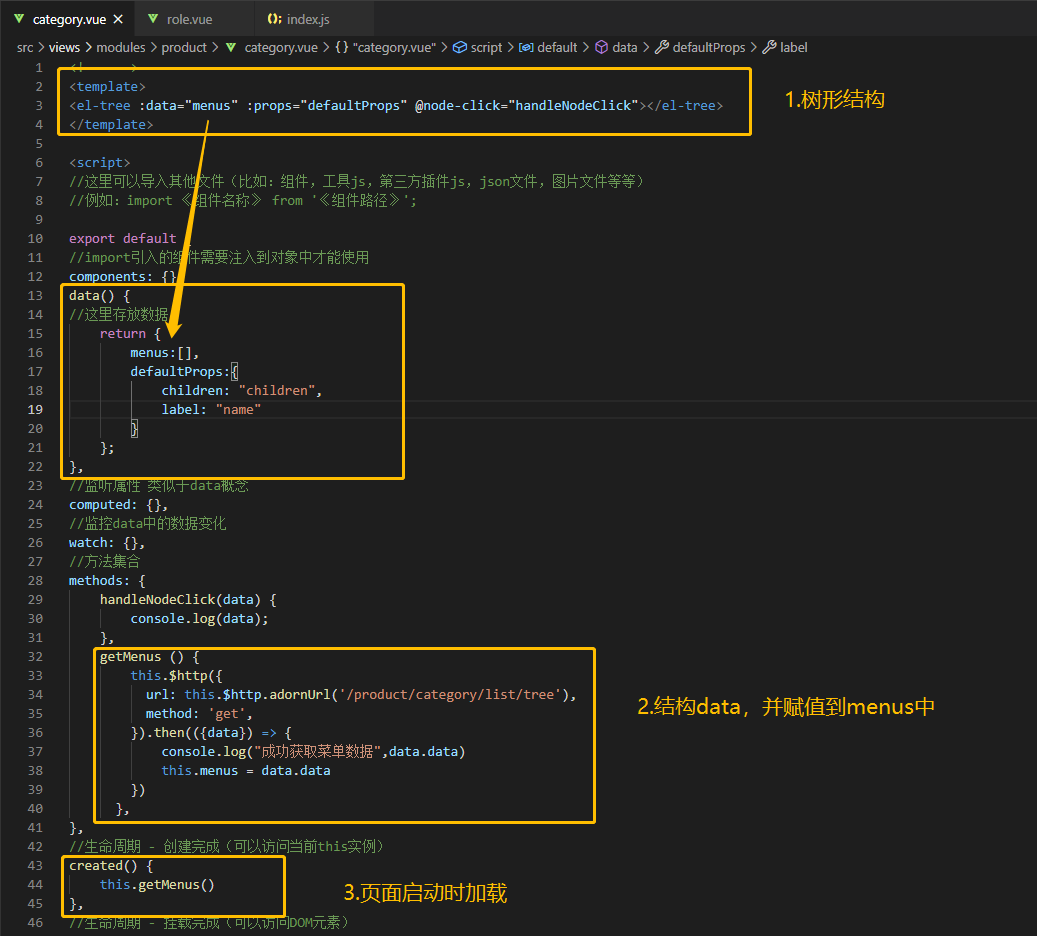 category.vue
role.vue
index.js
src > views > modules > product > category.vue > {} "category.vue" > script > default > data > defaultProps > label
1
2 <template>
3 <el-tree :data="menus" :props="defaultProps" @node-click="handleNodeClick"></el-tree>
1.树形结构
4 </template>
5
6 <script>
7 //这里可以导入其他文件（比如：组件，工具js，第三方插件js，json文件，图片文件等等）
8 //例如：import 《组件名称》 from '《组件路径》';
9
10 export default
11 //import引入的组件需要注入到对象中才能使用
12 components: {}
13 data() {
14 //这里存放数据
15 return {
16 menus:[],
17 defaultProps:{
18 children: "children",
19 label: "name"
20 }
21 };
22 },
23 //监听属性 类似于data概念
24 computed: {},
25 //监控data中的数据变化
26 watch: {},
27 //方法集合
28 methods: {
29 handleNodeClick(data) {
30 console.log(data);
31 },
32 getMenus () {
33 this.$http({
34 url: this.$http.adornUrl('/product/category/list/tree'),
2.结构data，并赋值到menus中
35 method: 'get',
36 }).then(({data}) => {
37 console.log("成功获取菜单数据",data.data)
38 this.menus = data.data
39 })
40 },
41 },
42 //生命周期 - 创建完成（可以访问当前this实例）
43 created() {
44 this.getMenus()
3.页面启动时加载
45 },
46 //生命周期 - 挂载完成（可以访问DOM元素）